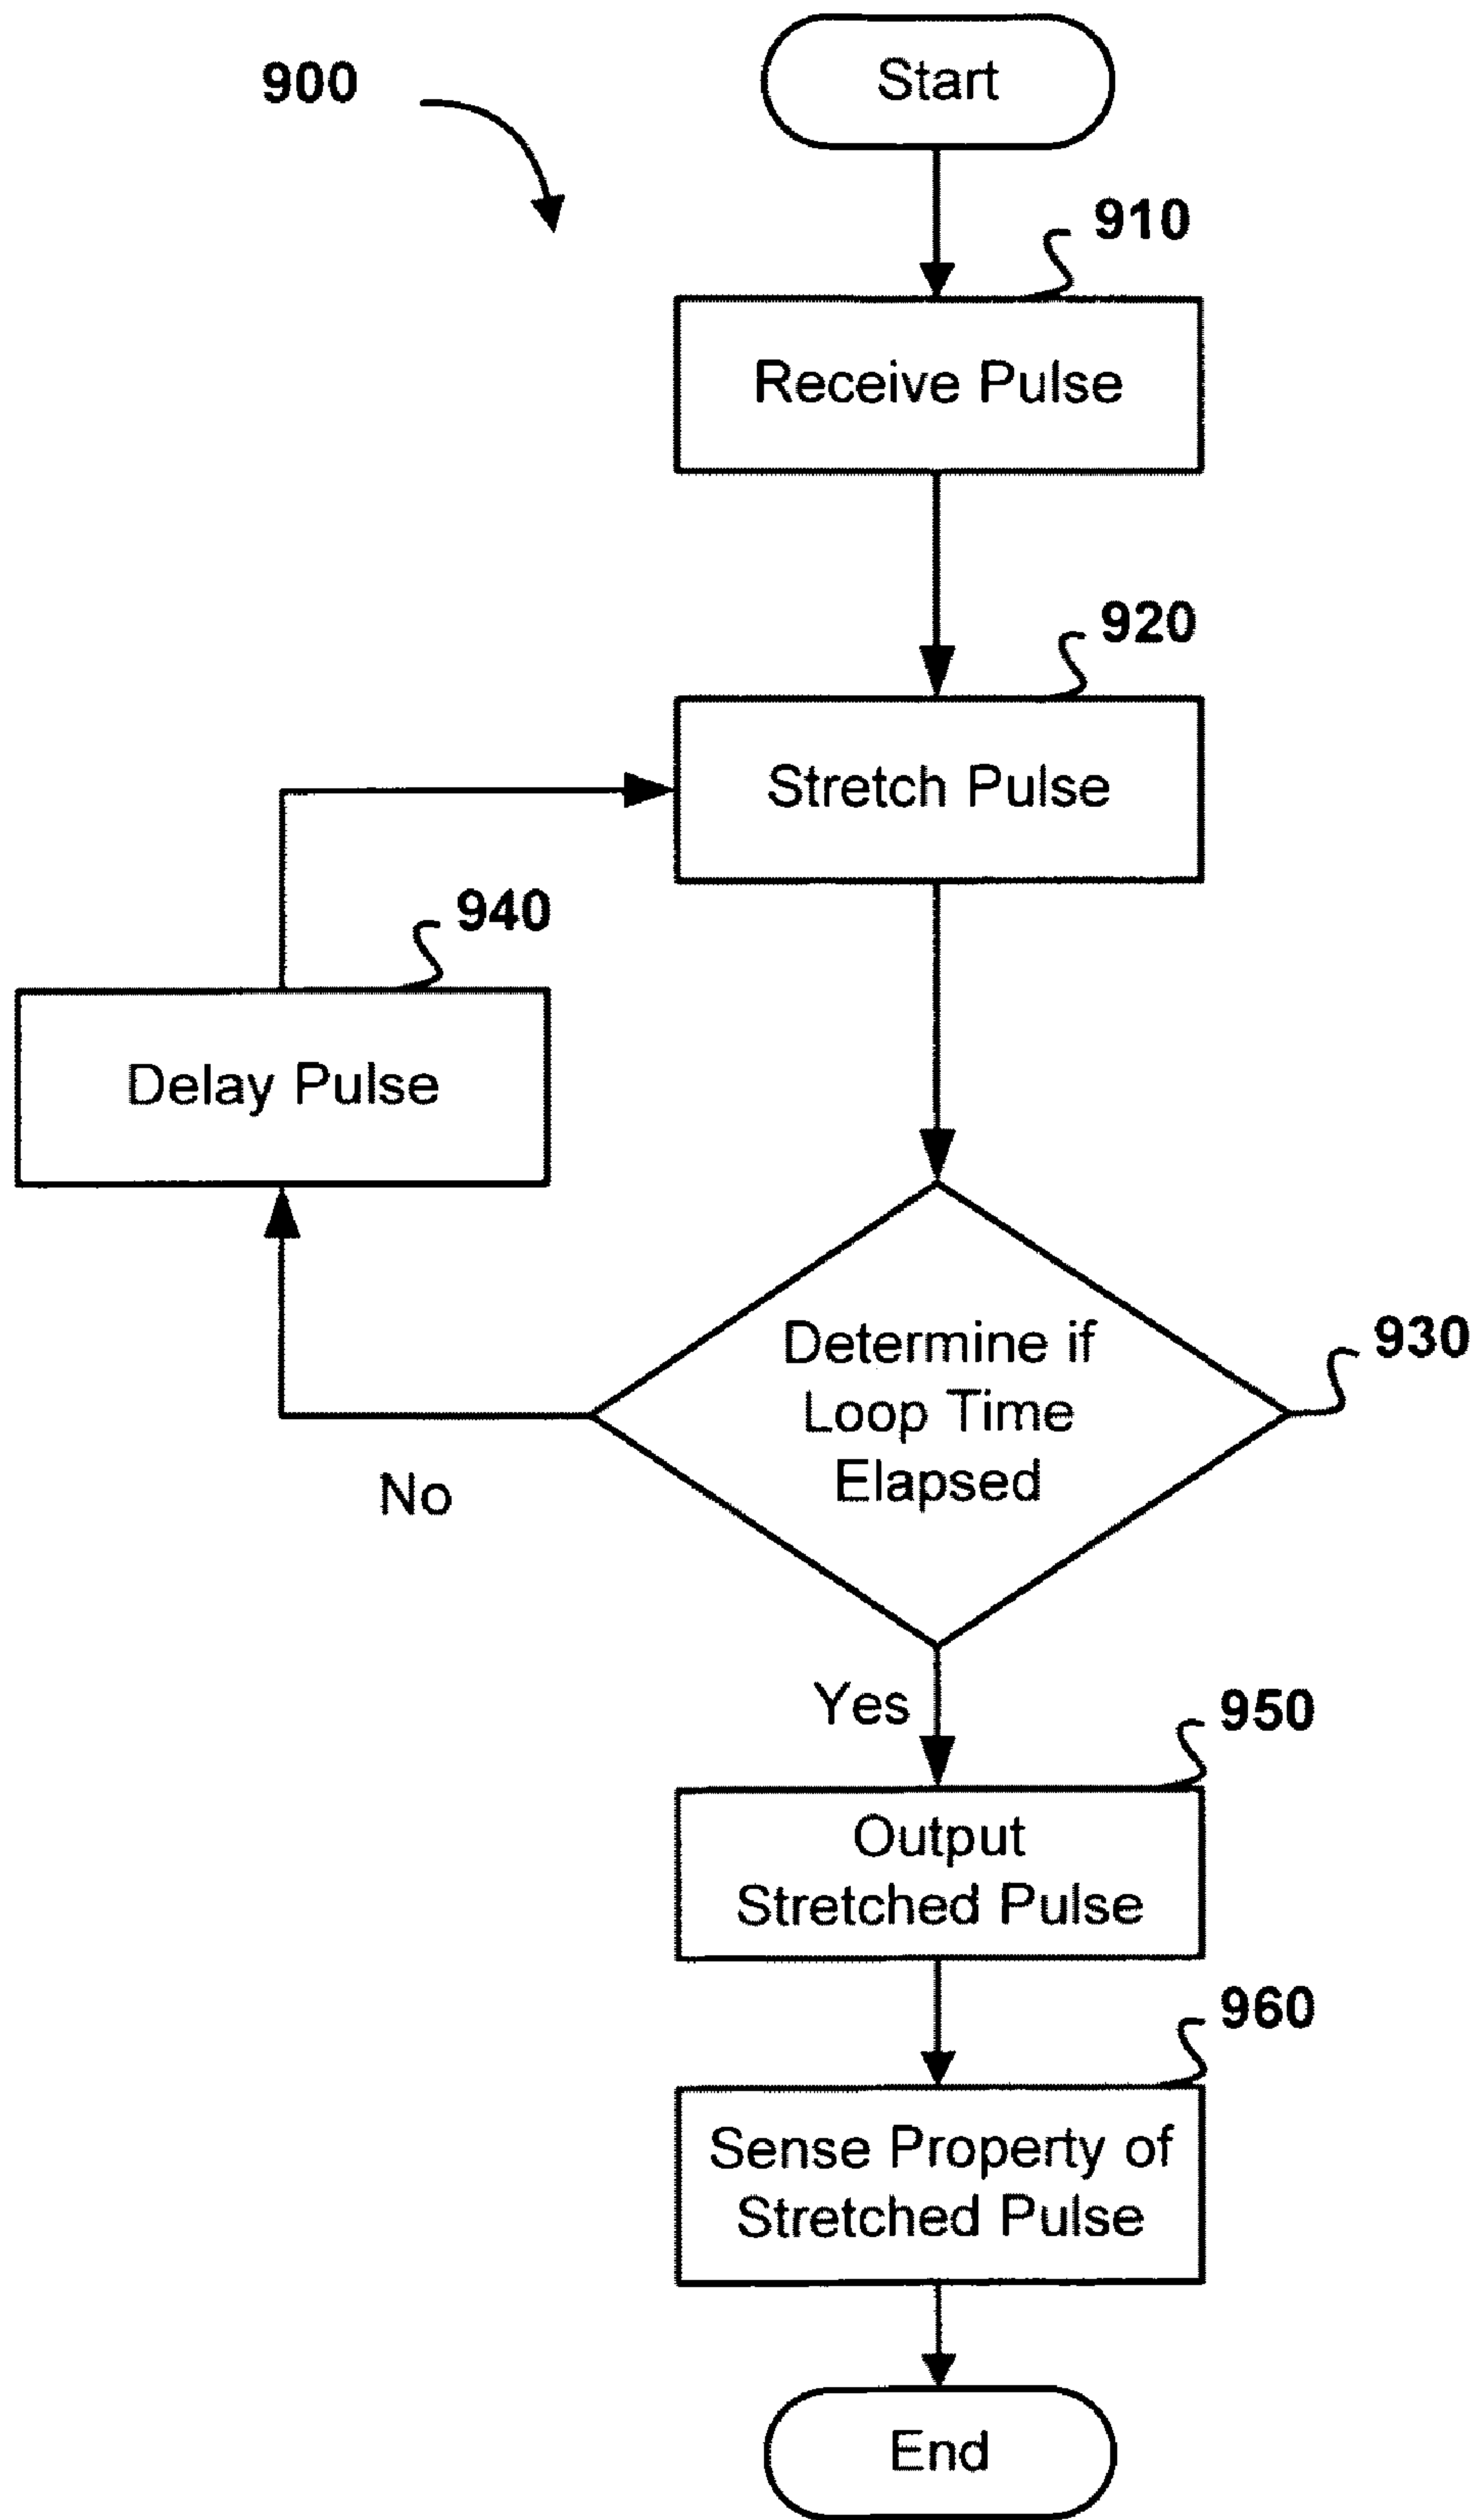 900
Start
910
Receive Pulse
920
Stretch Pulse
940
Delay Pulse
Determine if
Loop Time
Elapsed
930
No
Yes
950
Output
Stretched Pulse
960
Sense Property of
Stretched Pulse
End